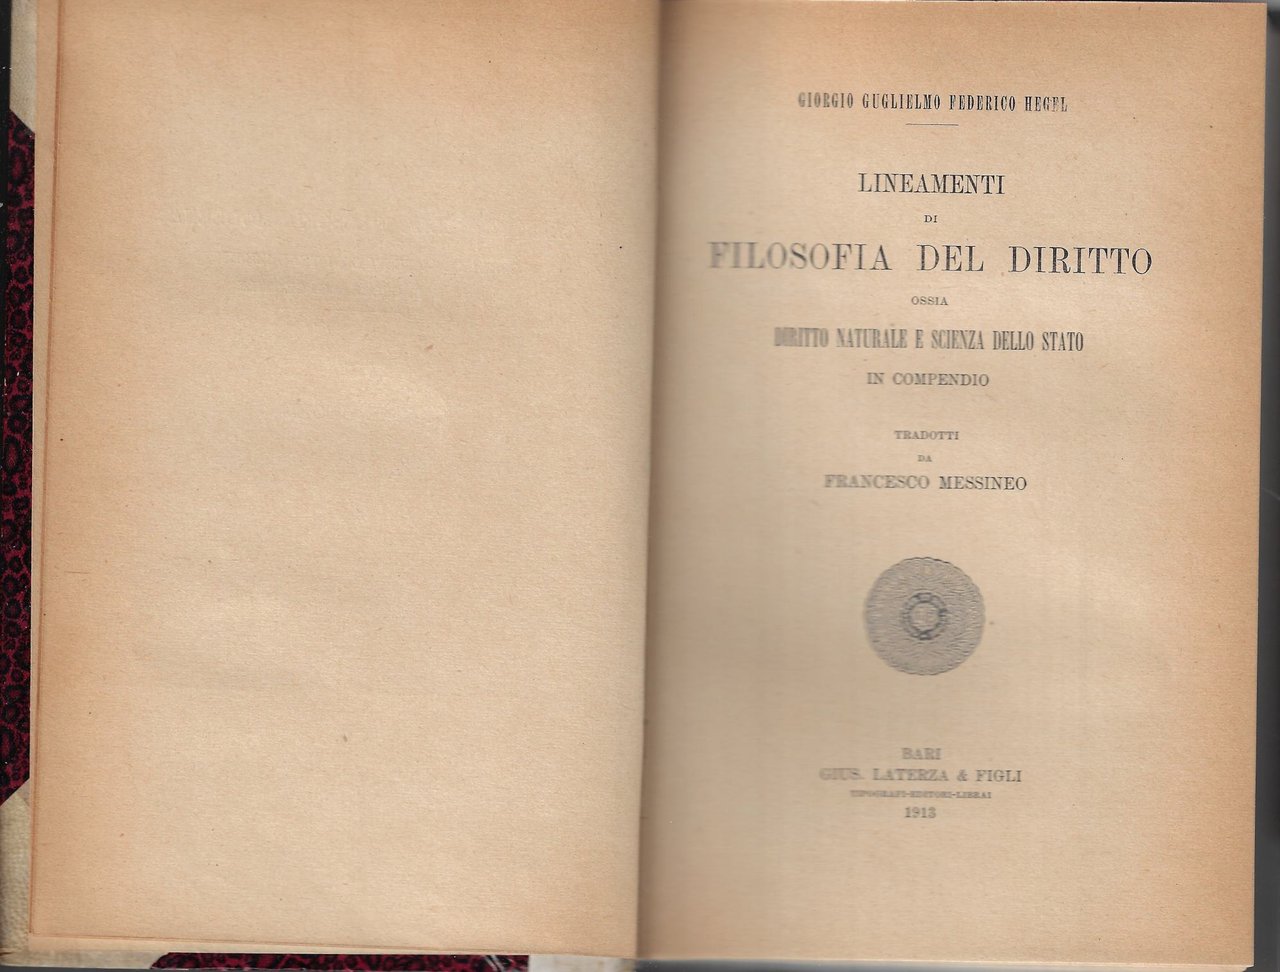 GIORGIO GUGLIELMO FEDERICO HEGEL
LINEAMENTI
DI
FILOSOFIA DEL DIRITTO
OSSIA
DIRITTO NATURALE E SCIENZA DELLO STATO
IN COMPENDIO
TRADOTTI
DA
FRANCESCO MESSINEO
BARI
GIUS. LATERZA & FIGLI
TIPOGRAFI-EDITORI-LIBRAI
1913